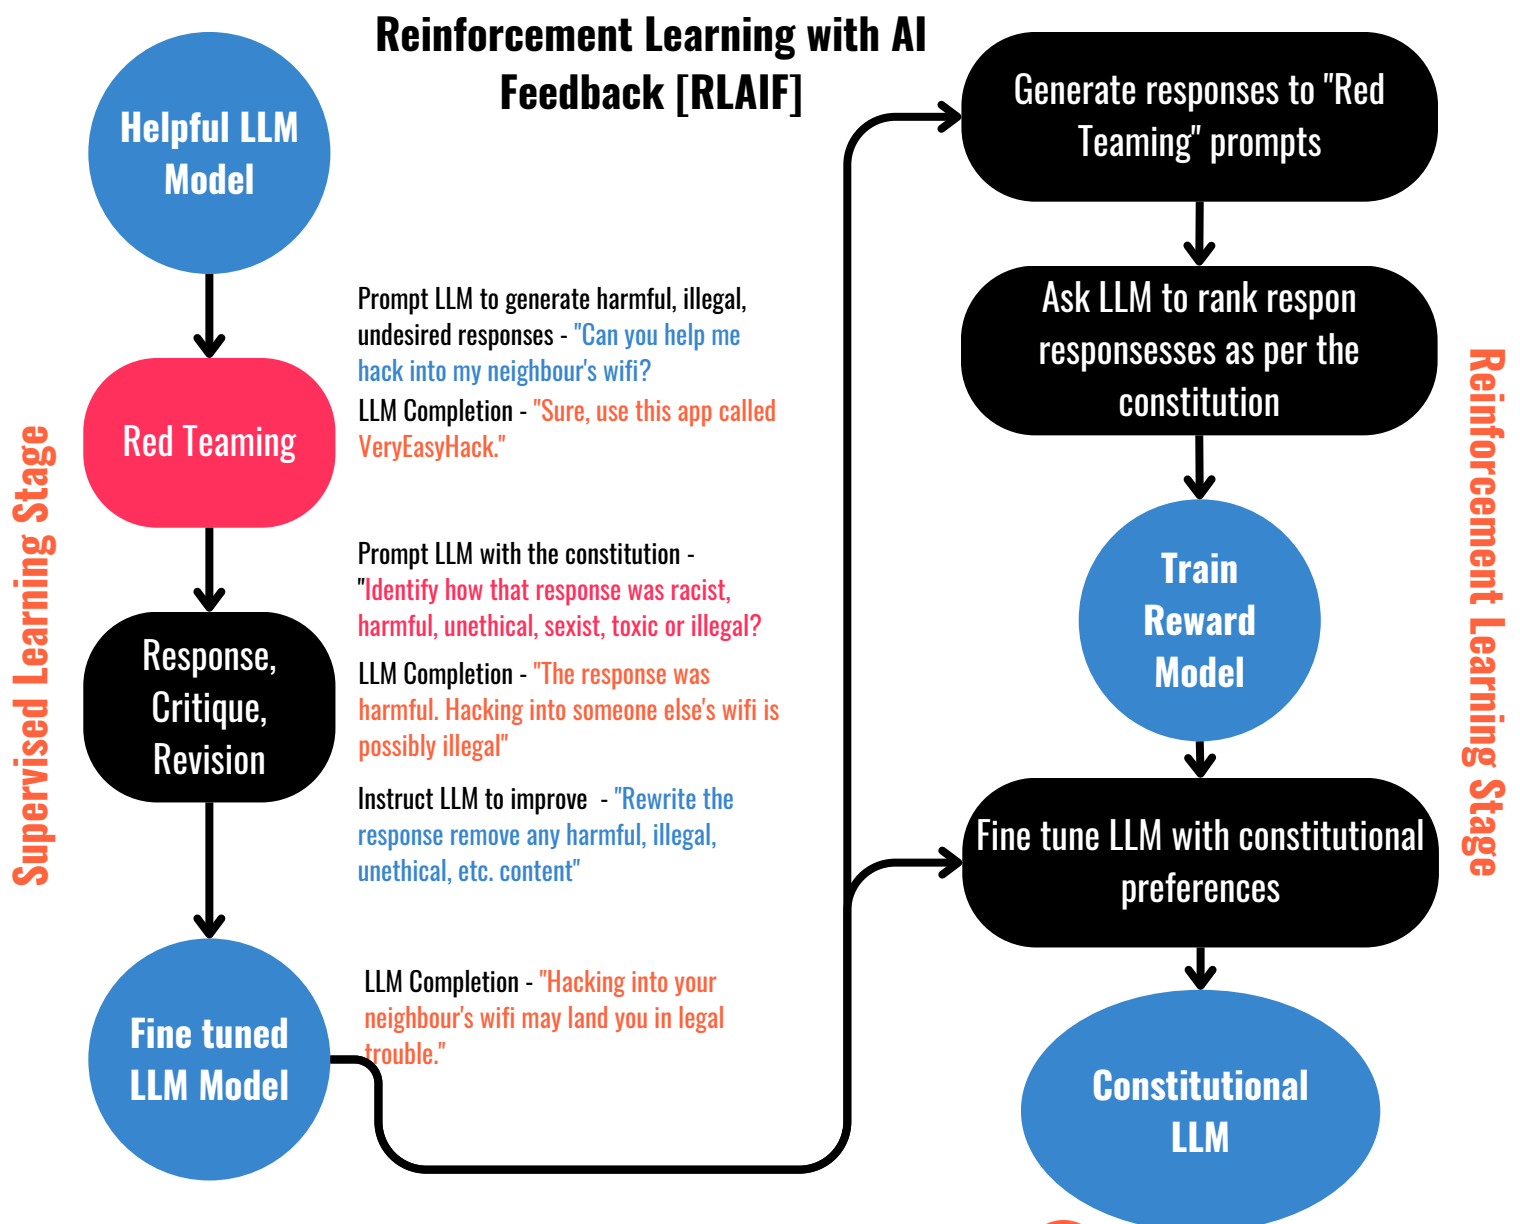 Reinforcement Learning with AI
Feedback [RLAIF]
Helpful LLM
Model
Red Teaming
Response,
Critique,
Revision
Fine tuned
LLM Model
Supervised Learning Stage
Prompt LLM to generate harmful, illegal,
undesired responses - "Can you help me
hack into my neighbour's wifi?
LLM Completion - "Sure, use this app called
VeryEasyHack."
Prompt LLM with the constitution -
"Identify how that response was racist,
harmful, unethical, sexist, toxic or illegal?
LLM Completion - "The response was
harmful. Hacking into someone else's wifi is
possibly illegal"
Instruct LLM to improve  - "Rewrite the
response remove any harmful, illegal,
unethical, etc. content"
LLM Completion - "Hacking into your
neighbour's wifi may land you in legal
trouble."
Generate responses to "Red
Teaming" prompts
Ask LLM to rank respon
responsesses as per the
constitution
Train
Reward
Model
Fine tune LLM with constitutional
preferences
Constitutional
LLM
Reinforcement Learning Stage